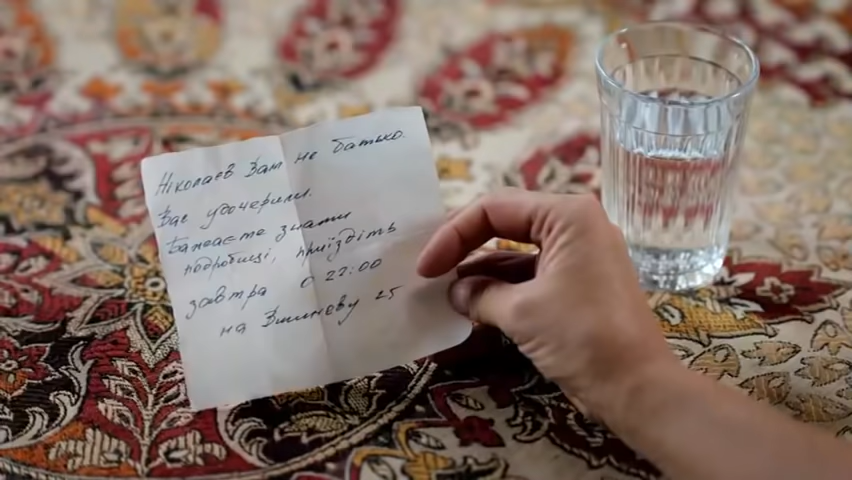 Ніколаєв Вам не батько.
Вас удочерили.
Бажаєте знати
подробиці, приїздіть
завтра о 22:00
на Вишневу 25